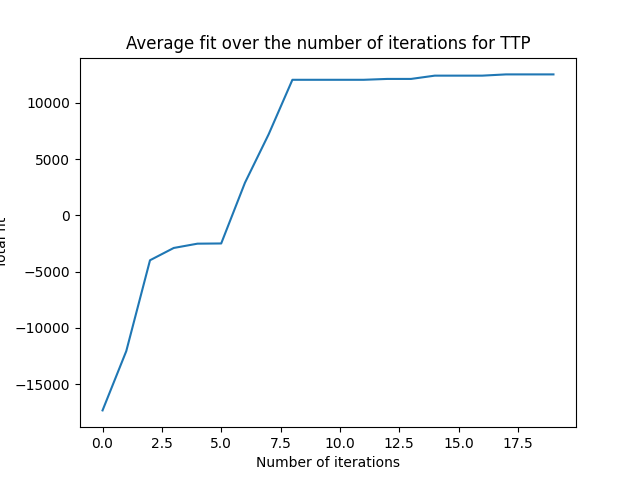 Average fit over the number of iterations for TTP
Total fit
10000
5000
0
−5000
−10000
−15000
0.0 2.5 5.0 7.5 10.0 12.5 15.0 17.5
Number of iterations